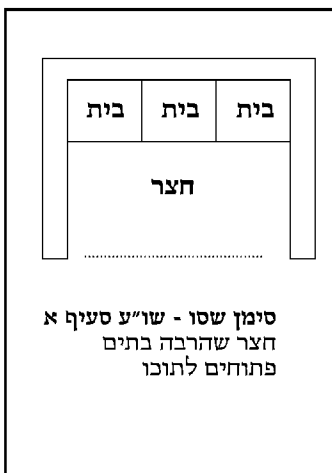 בית בית בית
חצר
סימן שסו - שו״ע סעיף א
חצר שהרבה בתים
פתוחים לתוכו